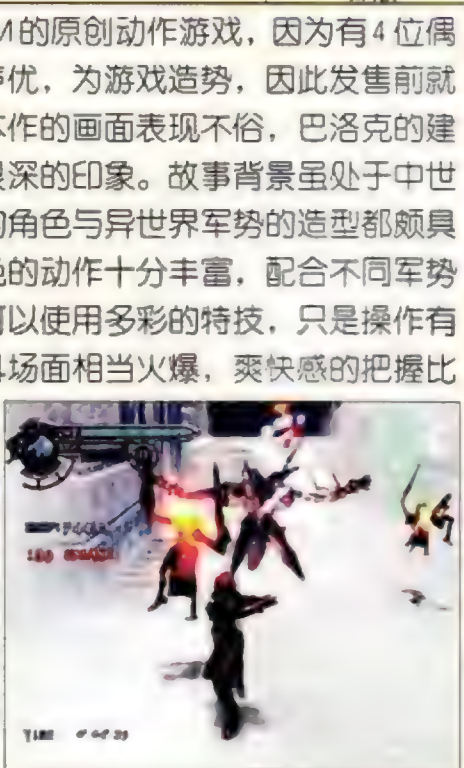 M的原创动作游戏，因为有4位偶
声优，为游戏造势，因此发售前就
本作的画面表现不俗，巴洛克的建
很深的印象。故事背景虽处于中世
的角色与异世界军势的造型都颇具
色的动作十分丰富，配合不同军势
可以使用多彩的特技，只是操作有
斗场面相当火爆，爽快感的把握比
TIME